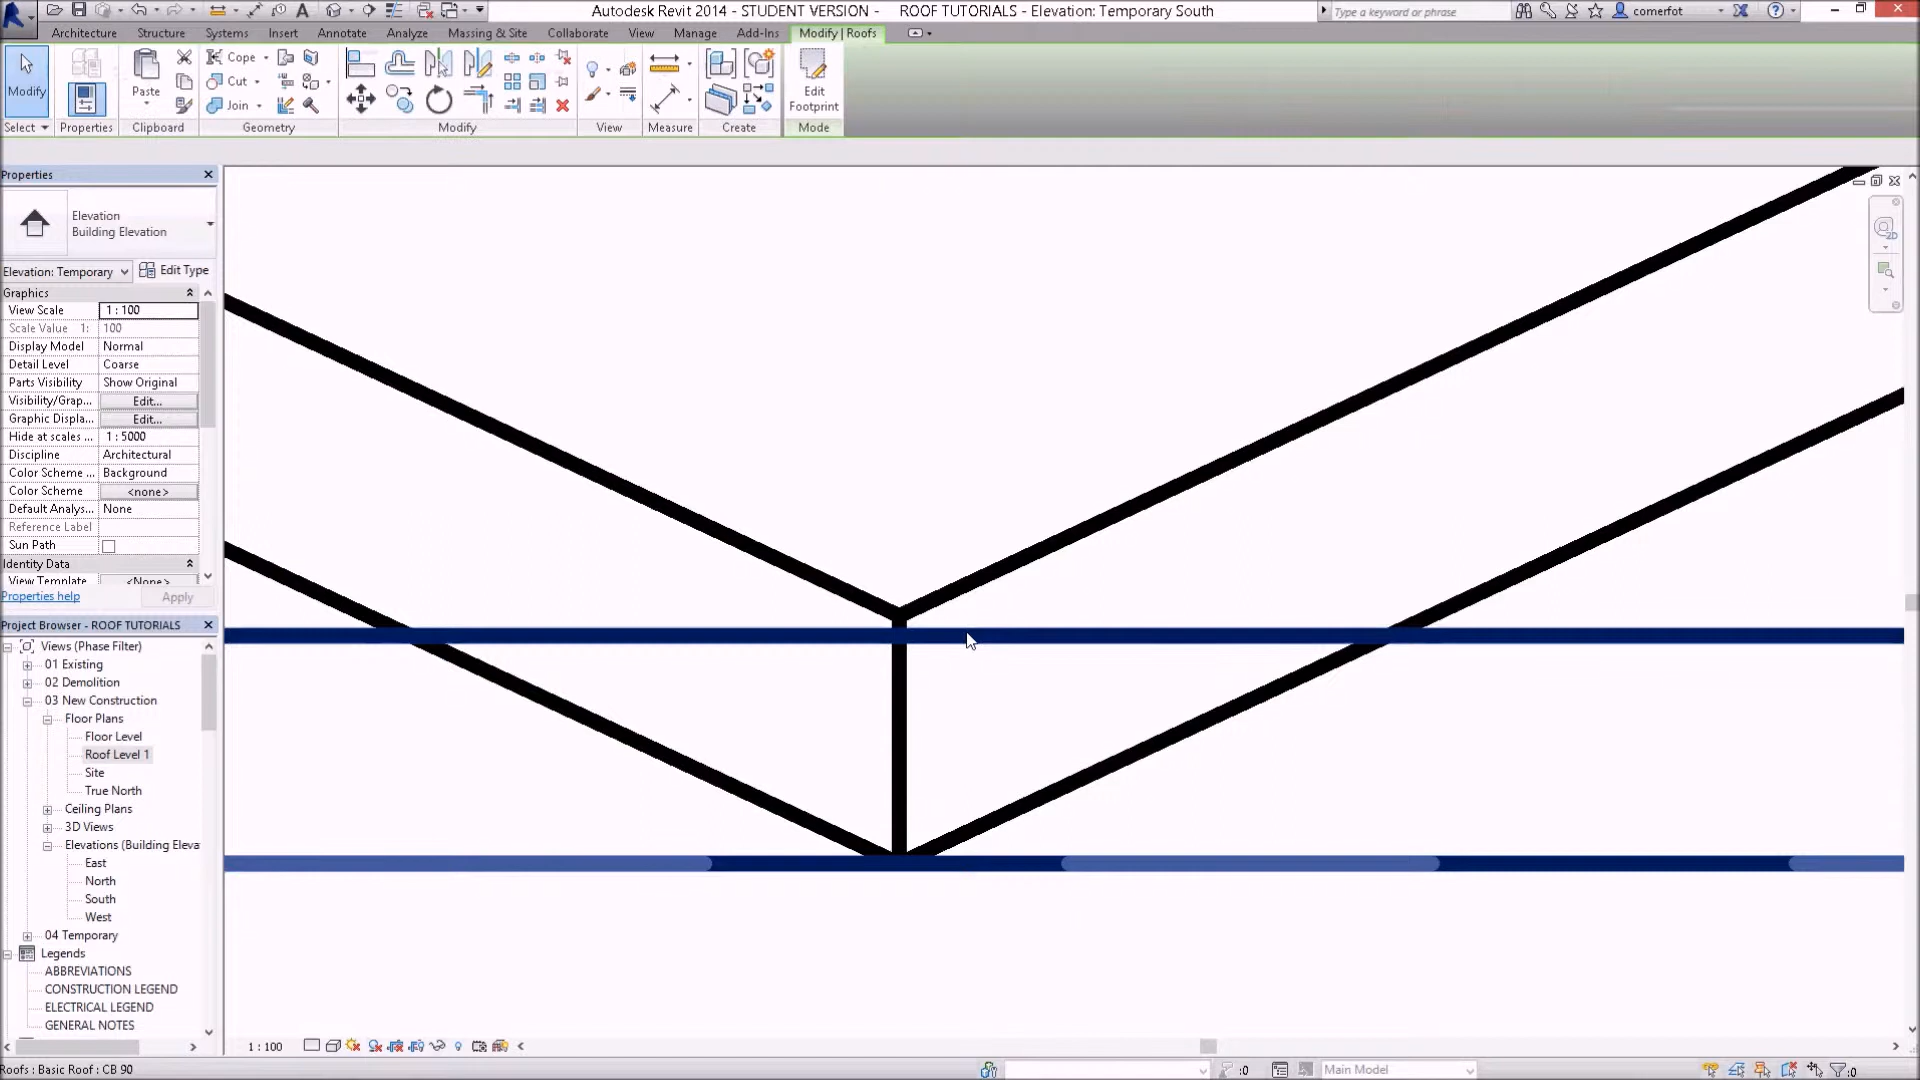 Autodesk Revit 2014 - STUDENT VERSION - ROOF TUTORIALS - Elevation: Temporary South
Type a keyword or phrase
comerfot
Architecture Structure Systems Insert Annotate Analyze Massing & Site Collaborate View Manage Add-Ins Modify | Roofs
Modify
Paste
Cope
Cut
Join
Edit
Footprint
Select Properties Clipboard Geometry Modify View Measure Create Mode
Properties
Elevation
Building Elevation
Elevation: Temporary Edit Type
Graphics
View Scale 1 : 100
Scale Value 1: 100
Display Model Normal
Detail Level Coarse
Parts Visibility Show Original
Visibility/Grap... Edit...
Graphic Displa... Edit...
Hide at scales ... 1 : 5000
Discipline Architectural
Color Scheme ... Background
Color Scheme <none>
Default Analys... None
Reference Label
Sun Path
Identity Data
View Template <None>
Properties help Apply
Project Browser - ROOF TUTORIALS
Views (Phase Filter)
01 Existing
02 Demolition
03 New Construction
Floor Plans
Floor Level
Roof Level 1
Site
True North
Ceiling Plans
3D Views
Elevations (Building Eleva
East
North
South
West
04 Temporary
Legends
ABBREVIATIONS
CONSTRUCTION LEGEND
ELECTRICAL LEGEND
GENERAL NOTES
2D
1 : 100
Roofs : Basic Roof : CB 90
:0
Main Model
:0